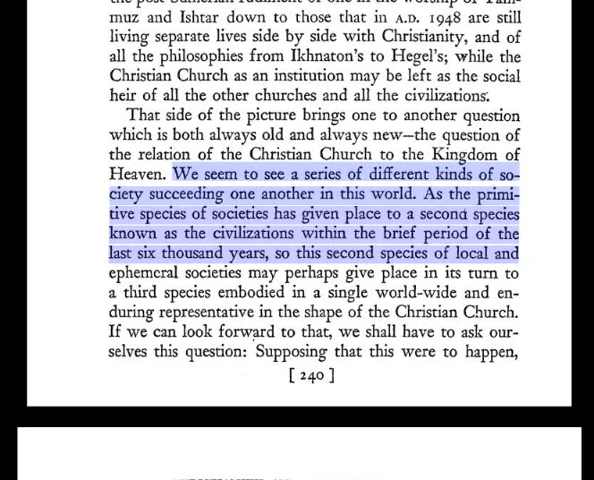 muz and Ishtar down to those that in A.D. 1948 are still
living separate lives side by side with Christianity, and of
all the philosophies from Ikhnaton's to Hegel's; while the
Christian Church as an institution may be left as the social
heir of all the other churches and all the civilizations.
That side of the picture brings one to another question
which is both always old and always new—the question of
the relation of the Christian Church to the Kingdom of
Heaven. We seem to see a series of different kinds of so-
ciety succeeding one another in this world. As the primi-
tive species of societies has given place to a second species
known as the civilizations within the brief period of the
last six thousand years, so this second species of local and
ephemeral societies may perhaps give place in its turn to
a third species embodied in a single world-wide and en-
during representative in the shape of the Christian Church.
If we can look forward to that, we shall have to ask our-
selves this question: Supposing that this were to happen,
[ 240 ]